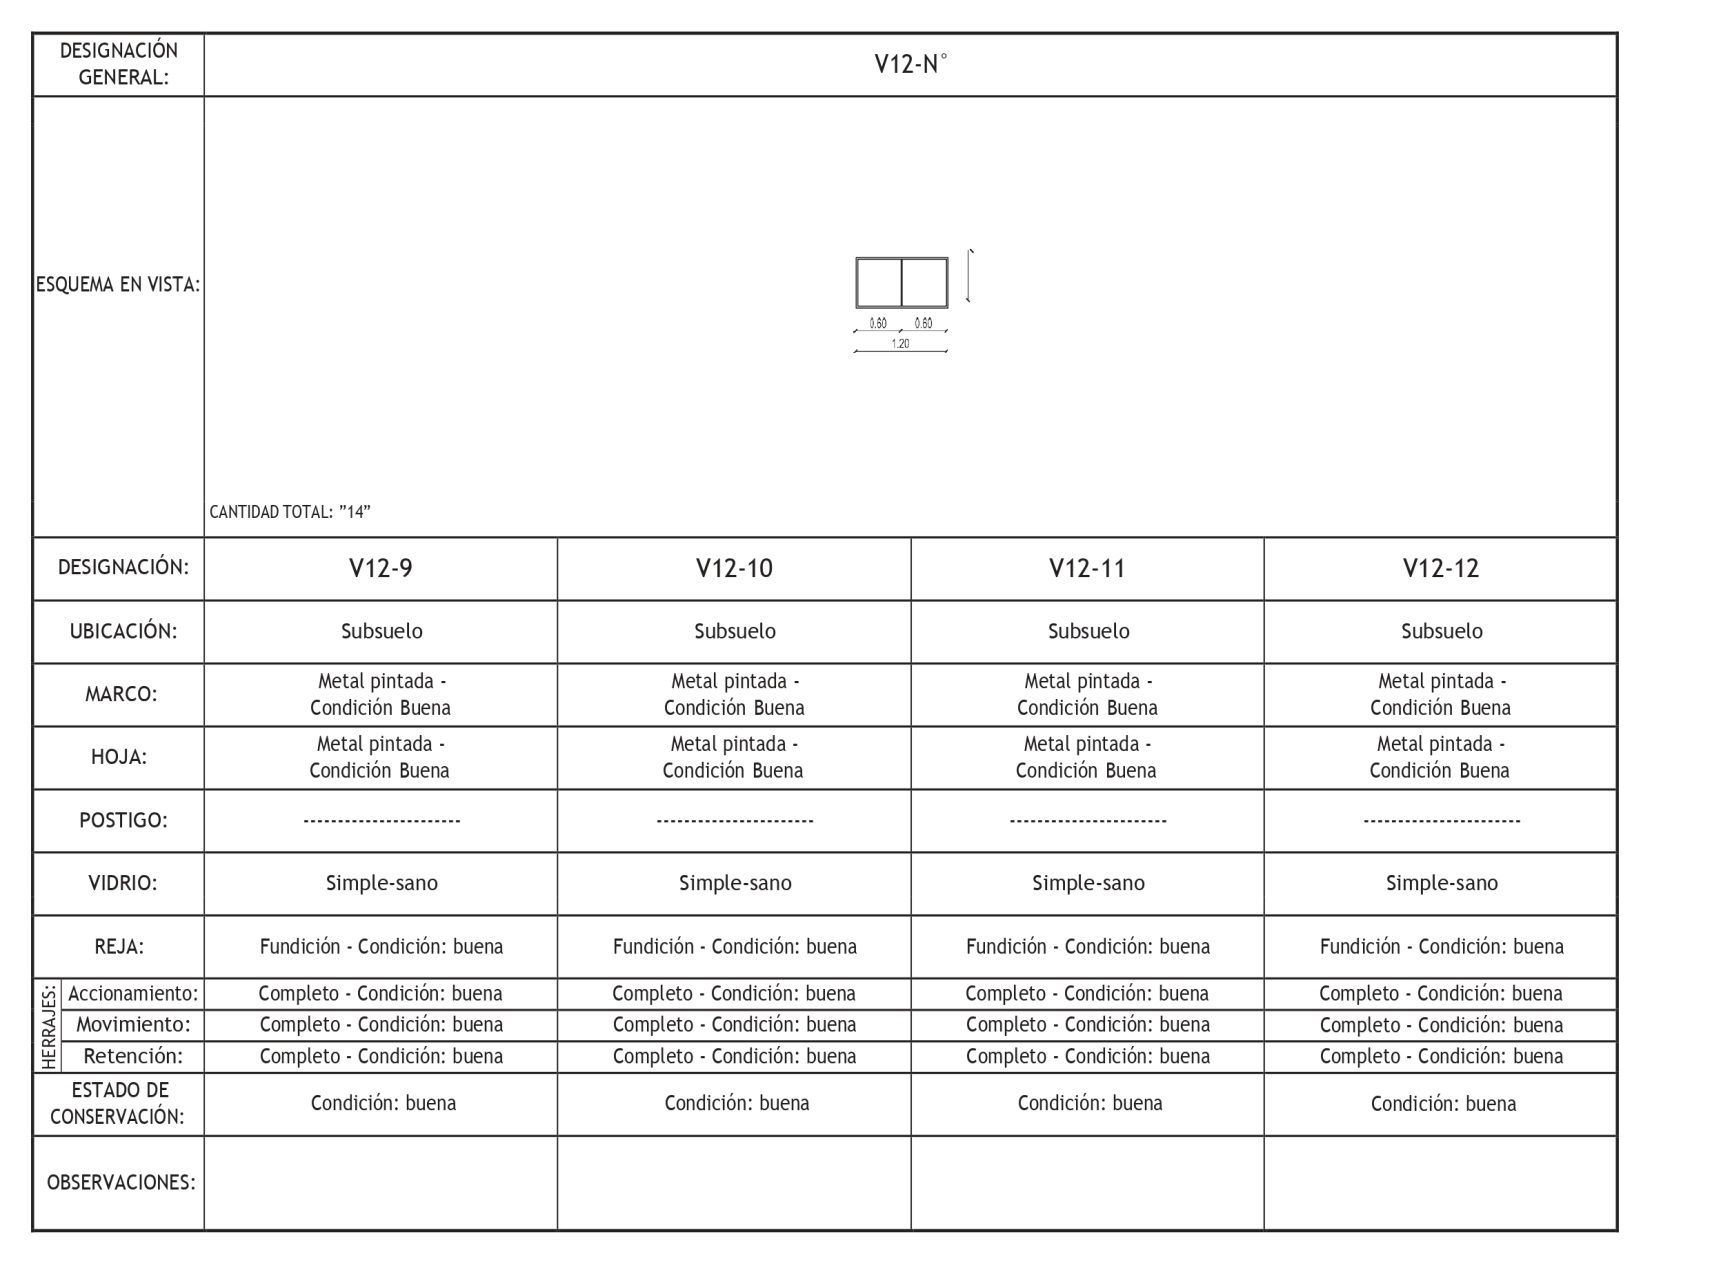 DESIGNACIÓN
GENERAL:
V12-N°
ESQUEMA EN VISTA:
0.60 0.60
1.20
CANTIDAD TOTAL: ”14”
DESIGNACIÓN: V12-9 V12-10 V12-11 V12-12
UBICACIÓN: Subsuelo Subsuelo Subsuelo Subsuelo
MARCO:
Metal pintada - Metal pintada - Metal pintada - Metal pintada -
Condición Buena Condición Buena Condición Buena Condición Buena
HOJA:
Metal pintada - Metal pintada - Metal pintada - Metal pintada -
Condición Buena Condición Buena Condición Buena Condición Buena
POSTIGO: ----------------------- ----------------------- ----------------------- -----------------------
VIDRIO: Simple-sano Simple-sano Simple-sano Simple-sano
REJA: Fundición - Condición: buena Fundición - Condición: buena Fundición - Condición: buena Fundición - Condición: buena
HERRAJES:
Accionamiento: Completo - Condición: buena Completo - Condición: buena Completo - Condición: buena Completo - Condición: buena
Movimiento: Completo - Condición: buena Completo - Condición: buena Completo - Condición: buena Completo - Condición: buena
Retención: Completo - Condición: buena Completo - Condición: buena Completo - Condición: buena Completo - Condición: buena
ESTADO DE
CONSERVACIÓN:
Condición: buena Condición: buena Condición: buena Condición: buena
OBSERVACIONES: